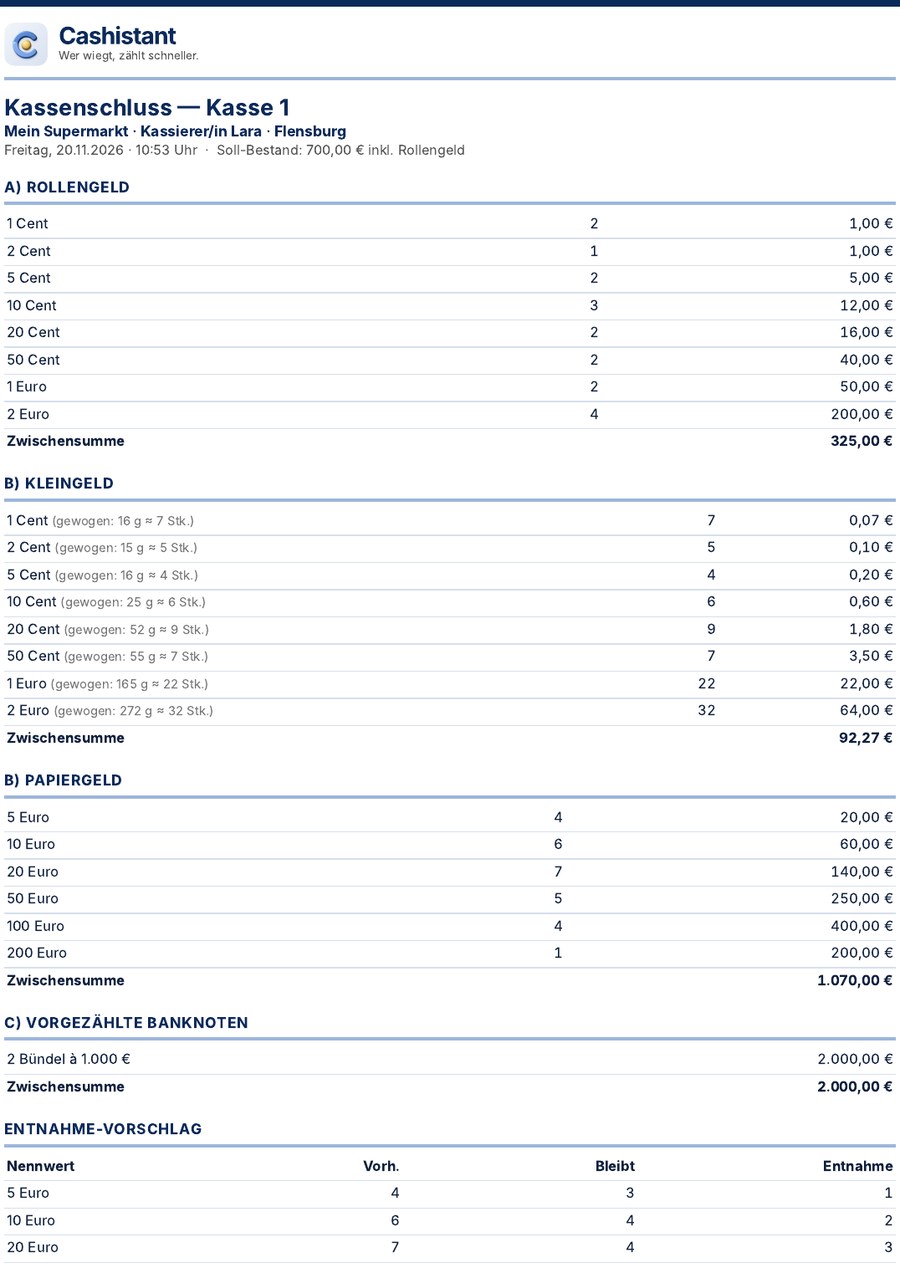 Cashistant
Wer wiegt, zählt schneller.
Kassenschluss — Kasse 1
Mein Supermarkt · Kassierer/in Lara · Flensburg
Freitag, 20.11.2026 · 10:53 Uhr · Soll-Bestand: 700,00 € inkl. Rollengeld
A) ROLLENGELD
1 Cent 2 1,00 €
2 Cent 1 1,00 €
5 Cent 2 5,00 €
10 Cent 3 12,00 €
20 Cent 2 16,00 €
50 Cent 2 40,00 €
1 Euro 2 50,00 €
2 Euro 4 200,00 €
Zwischensumme 325,00 €
B) KLEINGELD
1 Cent (gewogen: 16 g ≈ 7 Stk.) 7 0,07 €
2 Cent (gewogen: 15 g ≈ 5 Stk.) 5 0,10 €
5 Cent (gewogen: 16 g ≈ 4 Stk.) 4 0,20 €
10 Cent (gewogen: 25 g ≈ 6 Stk.) 6 0,60 €
20 Cent (gewogen: 52 g ≈ 9 Stk.) 9 1,80 €
50 Cent (gewogen: 55 g ≈ 7 Stk.) 7 3,50 €
1 Euro (gewogen: 165 g ≈ 22 Stk.) 22 22,00 €
2 Euro (gewogen: 272 g ≈ 32 Stk.) 32 64,00 €
Zwischensumme 92,27 €
B) PAPIERGELD
5 Euro 4 20,00 €
10 Euro 6 60,00 €
20 Euro 7 140,00 €
50 Euro 5 250,00 €
100 Euro 4 400,00 €
200 Euro 1 200,00 €
Zwischensumme 1.070,00 €
C) VORGEZÄHLTE BANKNOTEN
2 Bündel à 1.000 € 2.000,00 €
Zwischensumme 2.000,00 €
ENTNAHME-VORSCHLAG
Nennwert Vorh. Bleibt Entnahme
5 Euro 4 3 1
10 Euro 6 4 2
20 Euro 7 4 3